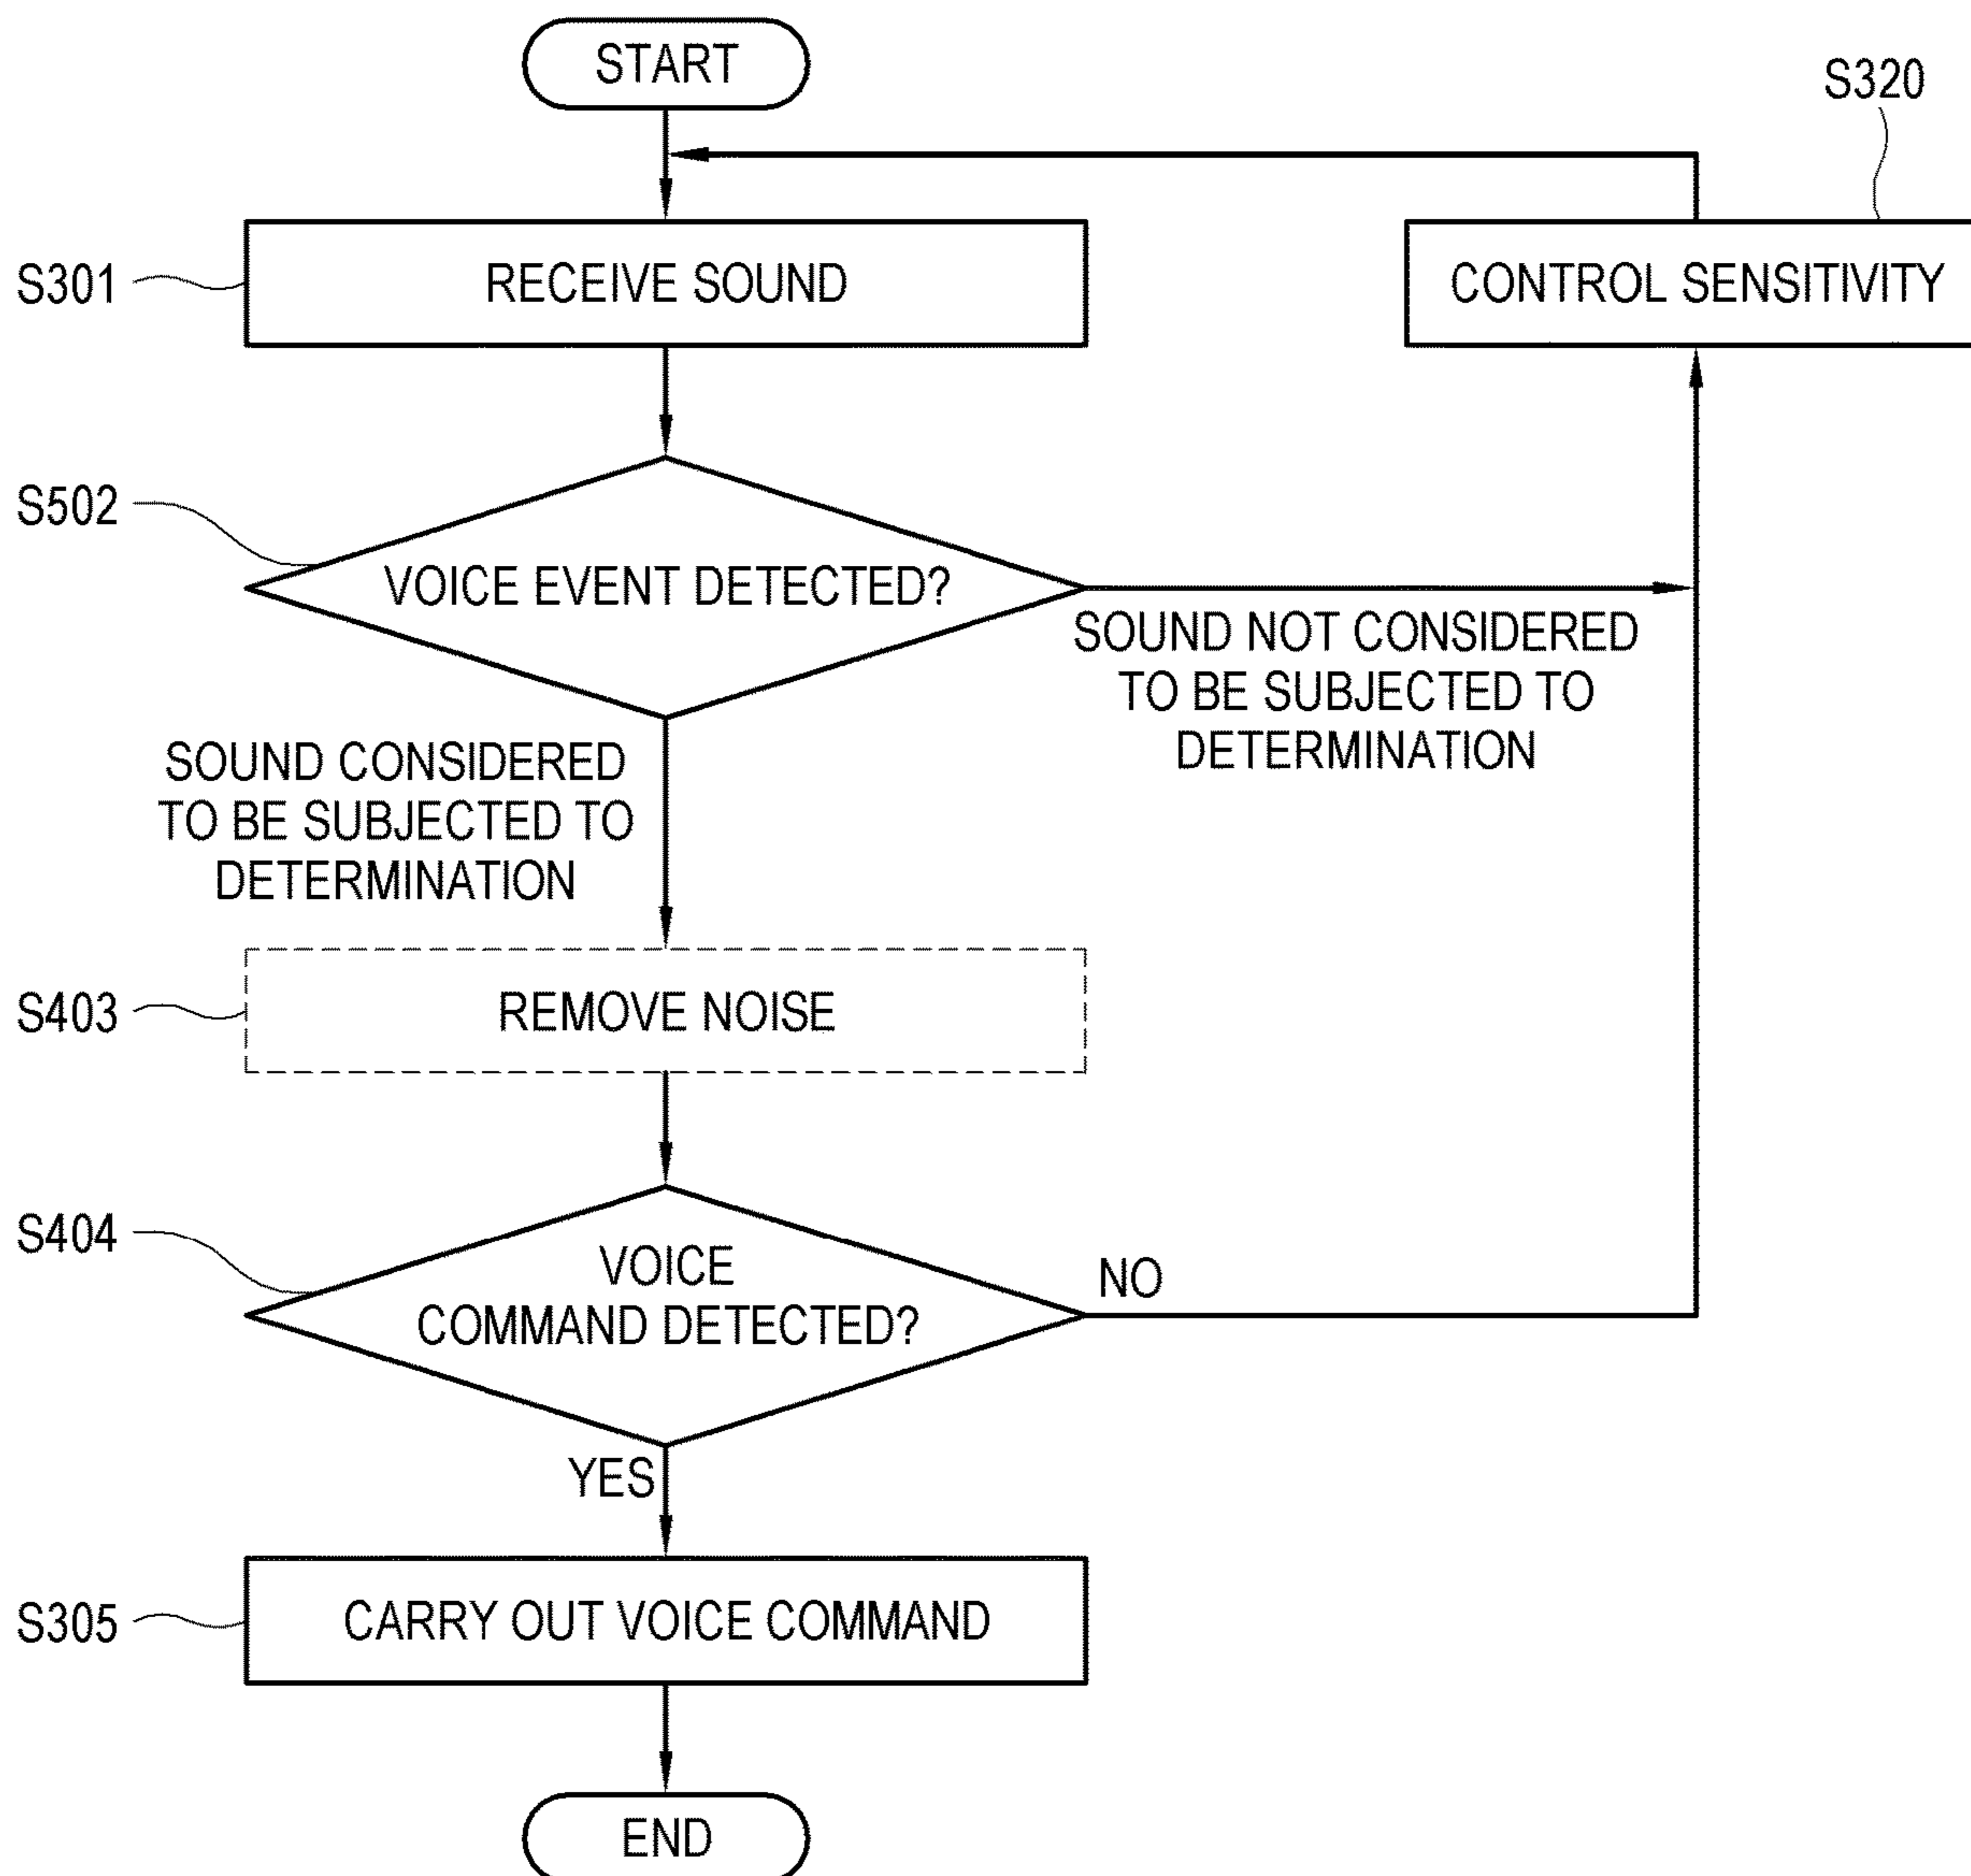 START
S320
S301
RECEIVE SOUND
CONTROL SENSITIVITY
S502
VOICE EVENT DETECTED?
SOUND NOT CONSIDERED
TO BE SUBJECTED TO
DETERMINATION
SOUND CONSIDERED
TO BE SUBJECTED TO
DETERMINATION
S403
REMOVE NOISE
S404
VOICE
COMMAND DETECTED?
NO
YES
S305
CARRY OUT VOICE COMMAND
END